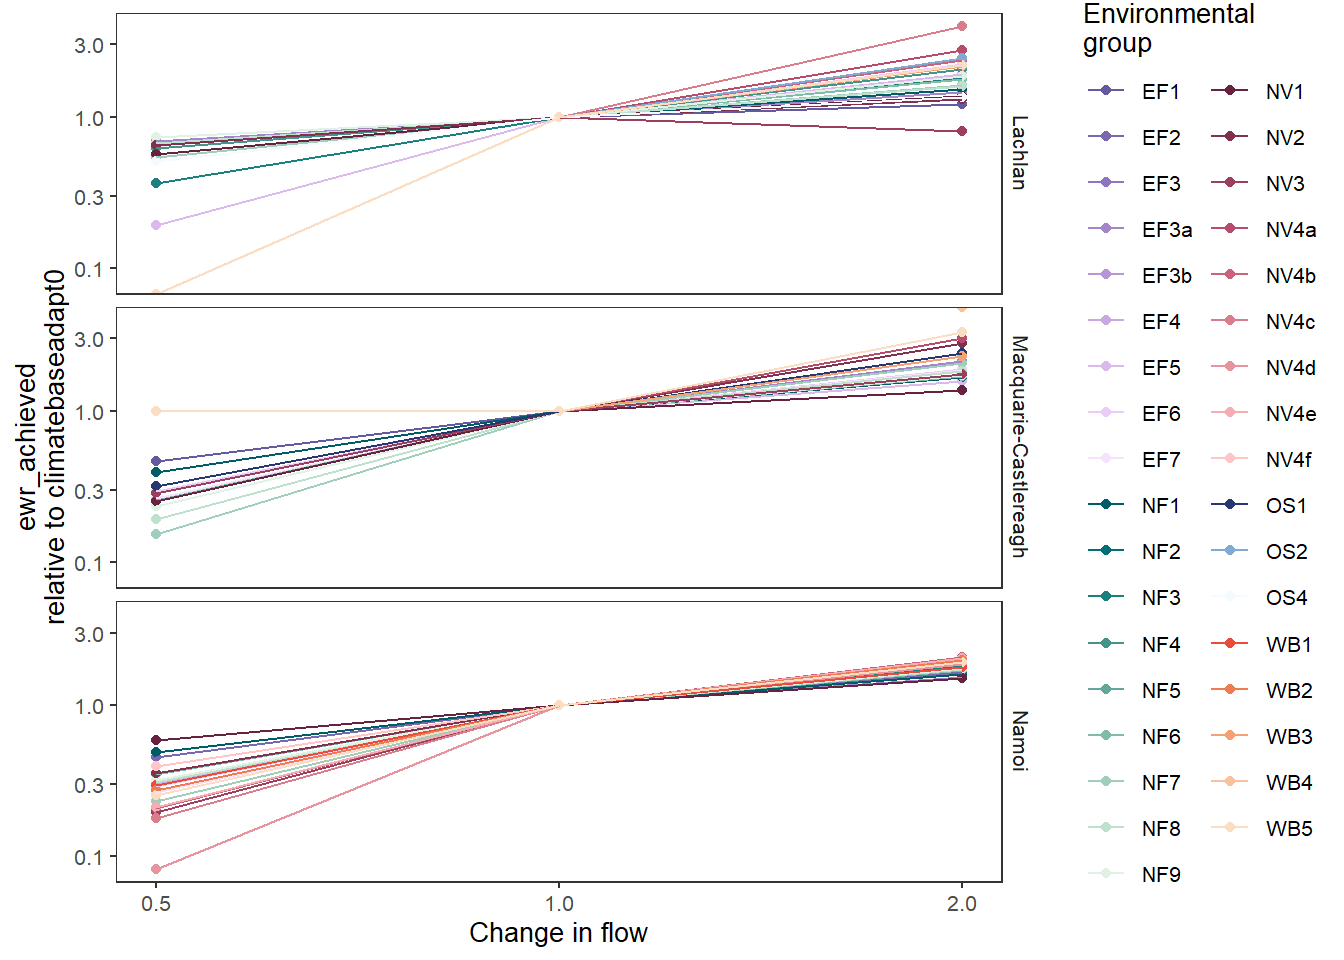 3.0
1.0
0.3
0.1
Lachlan
3.0
1.0
0.3
0.1
Macquarie-Castlereagh
3.0
1.0
0.3
0.1
Namoi
0.5
1.0
2.0
Change in flow
ewr_achieved
relative to climatebaseadapt0
Environmental
group
EF1
EF2
EF3
EF3a
EF3b
EF4
EF5
EF6
EF7
NF1
NF2
NF3
NF4
NF5
NF6
NF7
NF8
NF9
NV1
NV2
NV3
NV4a
NV4b
NV4c
NV4d
NV4e
NV4f
OS1
OS2
OS4
WB1
WB2
WB3
WB4
WB5